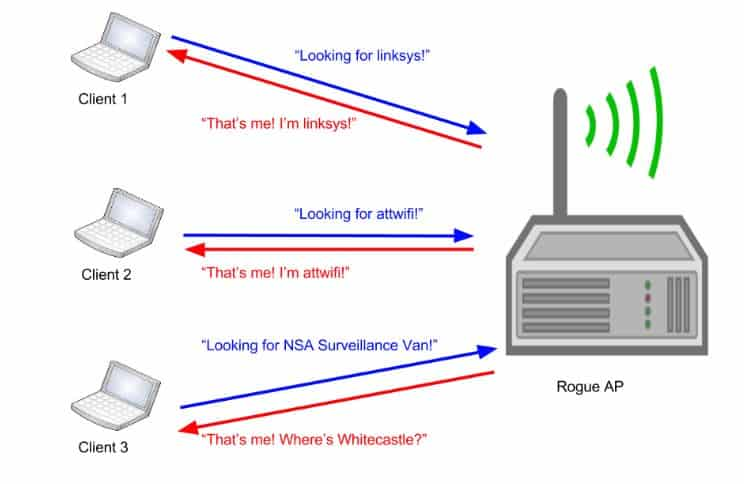 “Looking for linksys!”
Client 1
“That’s me! I’m linksys!”
“Looking for attwifi!”
Client 2
“That’s me! I’m attwifi!”
“Looking for NSA Surveillance Van!”
Rogue AP
“That’s me! Where’s Whitecastle?”
Client 3